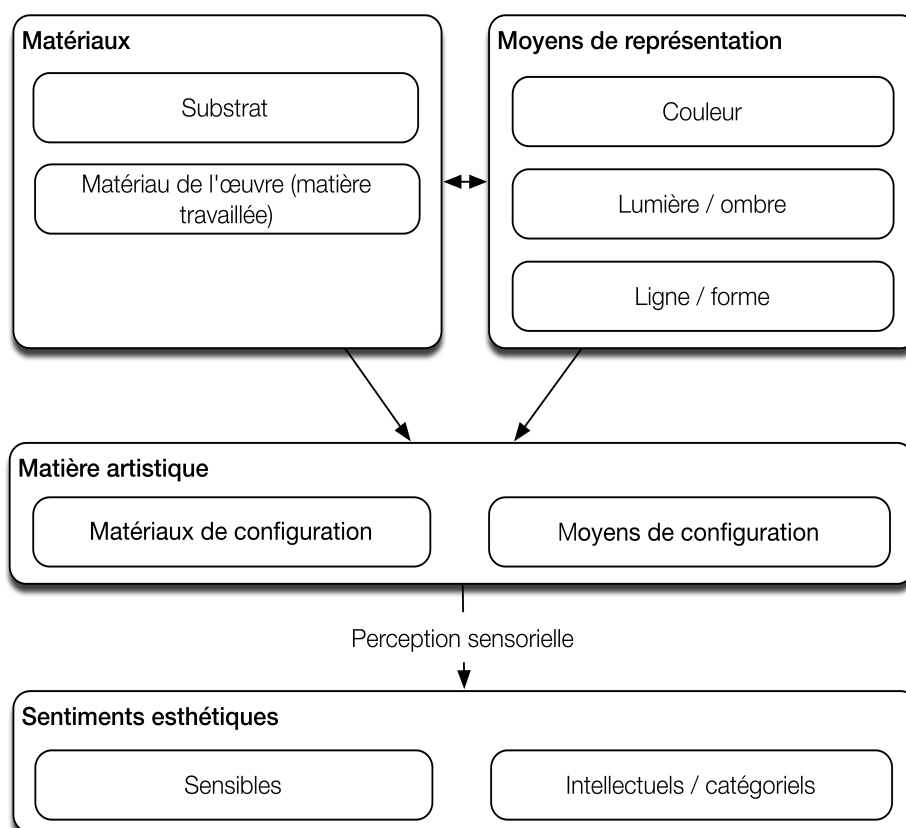 Matériaux
Substrat
Matériau de l'œuvre (matière
travaillée)
Moyens de représentation
Couleur
Lumière / ombre
Ligne / forme
Matière artistique
Matériaux de configuration
Moyens de configuration
Perception sensorielle
Sentiments esthétiques
Sensibles
Intellectuels / catégoriels